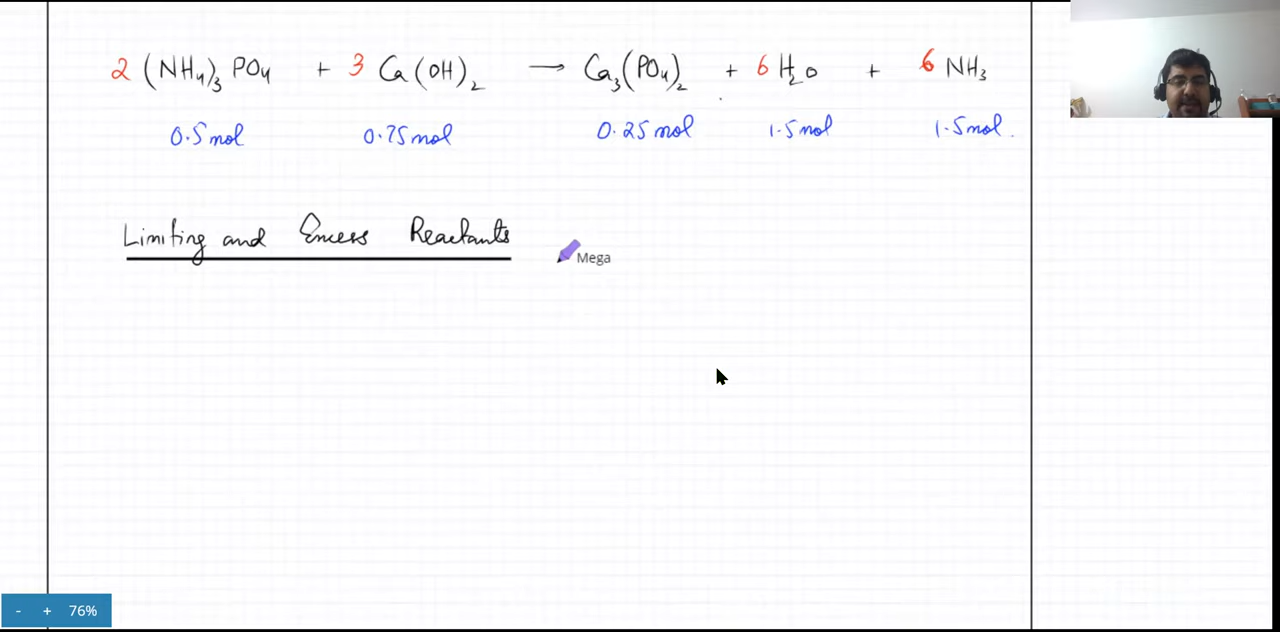 2 (NH₄)₃ PO₄ + 3 Ca(OH)₂ → Ca₃(PO₄)₂ + 6 H₂O + 6 NH₃
0.5 mol 0.75 mol 0.25 mol 1.5 mol 1.5 mol.
Limiting and Excess Reactants
Mega
- + 76%